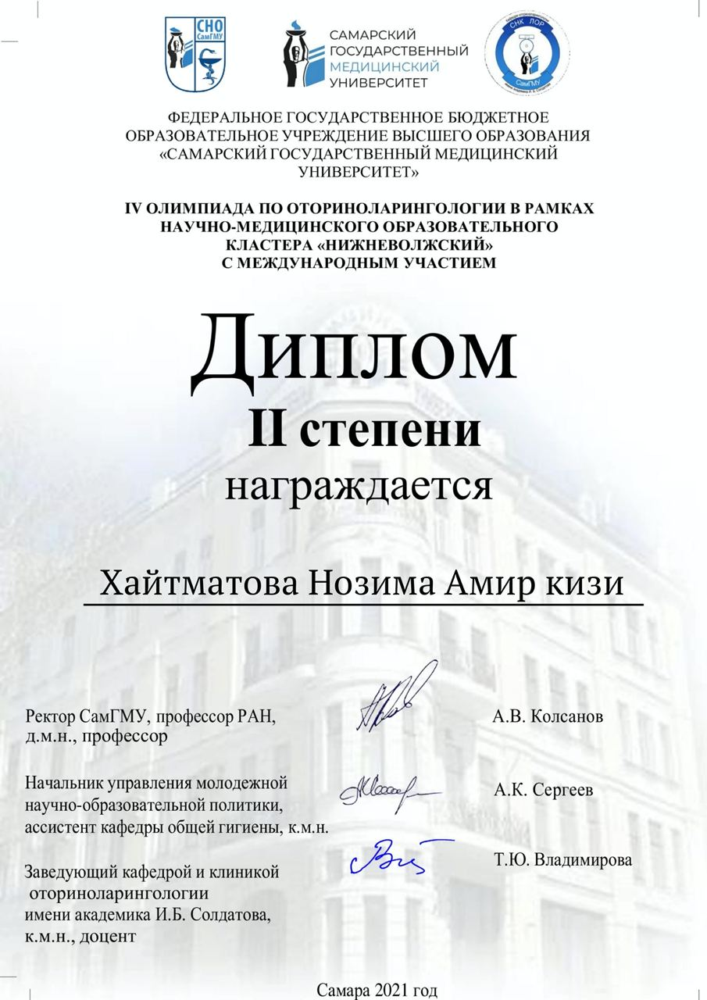 СНО
СамГМУ
САМАРСКИЙ
ГОСУДАРСТВЕННЫЙ
МЕДИЦИНСКИЙ
УНИВЕРСИТЕТ
СНК ЛОР
СамГМУ
ФЕДЕРАЛЬНОЕ ГОСУДАРСТВЕННОЕ БЮДЖЕТНОЕ
ОБРАЗОВАТЕЛЬНОЕ УЧРЕЖДЕНИЕ ВЫСШЕГО ОБРАЗОВАНИЯ
«САМАРСКИЙ ГОСУДАРСТВЕННЫЙ МЕДИЦИНСКИЙ
УНИВЕРСИТЕТ»
IV ОЛИМПИАДА ПО ОТОРИНОЛАРИНГОЛОГИИ В РАМКАХ
НАУЧНО-МЕДИЦИНСКОГО ОБРАЗОВАТЕЛЬНОГО
КЛАСТЕРА «НИЖНЕВОЛЖСКИЙ»
С МЕЖДУНАРОДНЫМ УЧАСТИЕМ
Диплом
II степени
награждается
Хайтматова Нозима Амир кизи
Ректор СамГМУ, профессор РАН,
д.м.н., профессор
А.В. Колсанов
Начальник управления молодежной
научно-образовательной политики,
ассистент кафедры общей гигиены, к.м.н.
А.К. Сергеев
Заведующий кафедрой и клиникой
оториноларингологии
имени академика И.Б. Солдатова,
к.м.н., доцент
Т.Ю. Владимирова
Самара 2021 год